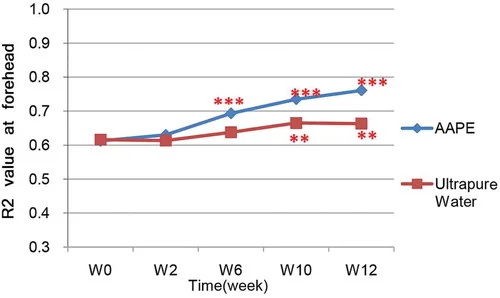 1.0
0.9
0.8
0.7
0.6
0.5
0.4
0.3
R2 value at forehead
***
***
***
**
**
W0 W2 W6 W10 W12
Time(week)
AAPE
Ultrapure
Water